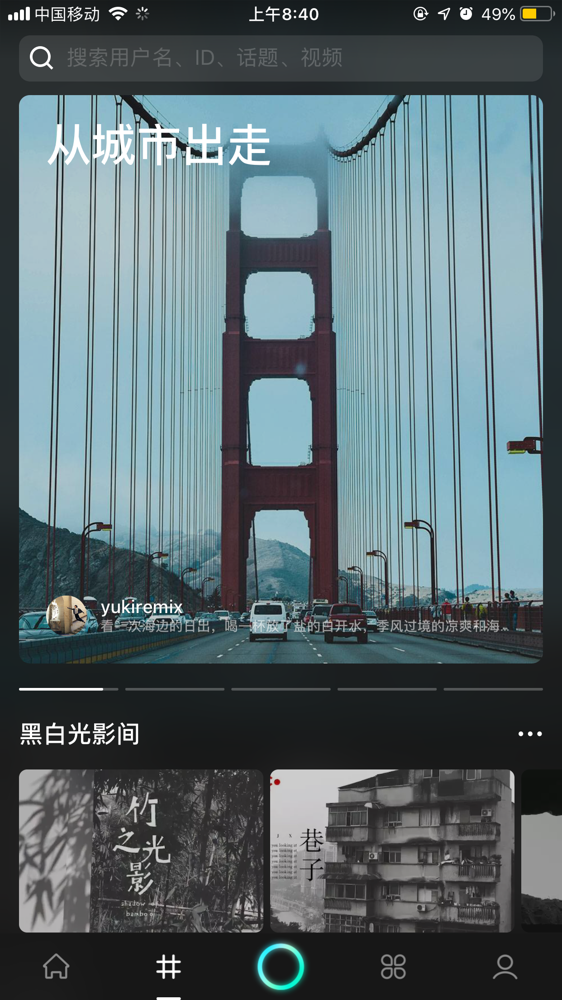 中国移动
上午8:40
49%
搜索用户名、ID、话题、视频
从城市出走
yukiremix
看一次海边的日出，喝一杯放了盐的白开水，季风过境的凉爽和海...
黑白光影间
竹
之光
影
shadow of
bamboo
J X
巷子
you looking at
you looking at
you looking at
you looking at
you looking at
you looking at
you looking at